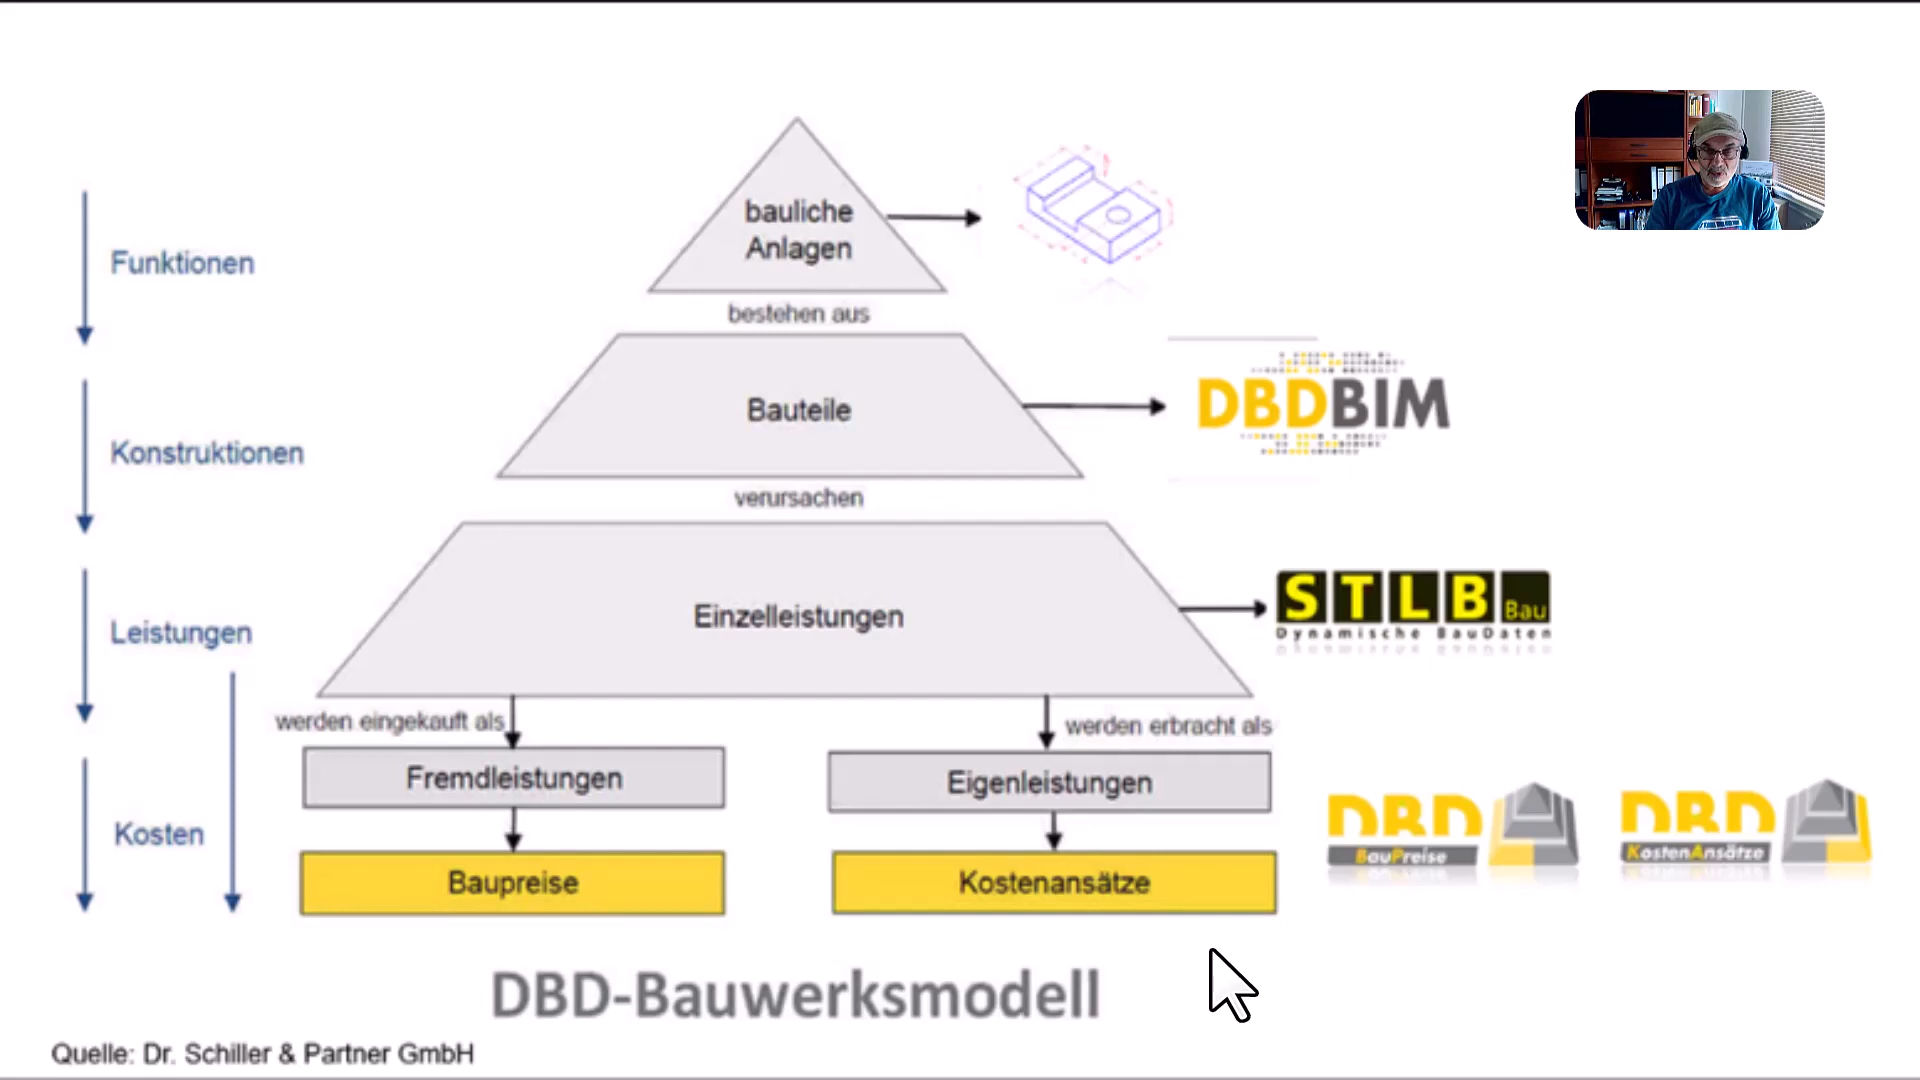 bauliche
Anlagen
Funktionen
bestehen aus
Bauteile
DBDBIM
Konstruktionen
verursachen
Einzelleistungen
STLB Bau
Dynamische BauDaten
Leistungen
werden eingekauft als
werden erbracht als
Fremdleistungen
Eigenleistungen
Kosten
DBD
BauPreise
DBD
KostenAnsätze
Baupreise
Kostenansätze
DBD-Bauwerksmodell
Quelle: Dr. Schiller & Partner GmbH